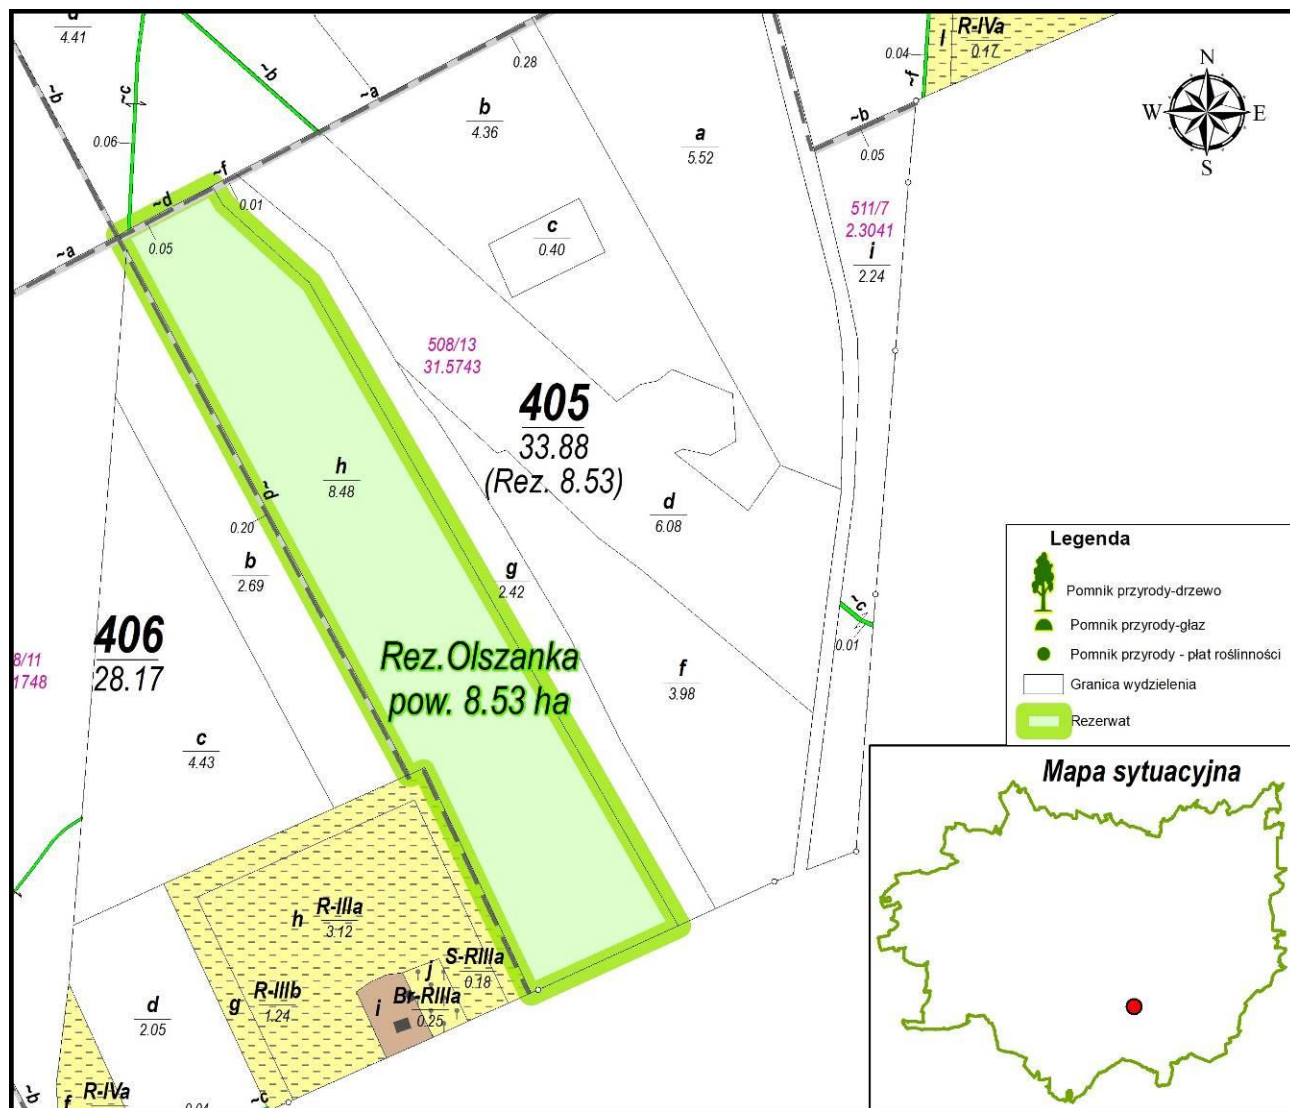 d
4.41
~b
~c
0.06
~b
~a
0.28
b
4.36
a
5.52
0.04
~f
l
R-IVa
0.17
~b
0.05
N
W
E
S
~f
~d
0.01
0.05
~a
c
0.40
511/7
2.3041
i
2.24
508/13
31.5743
405
33.88
(Rez. 8.53)
h
8.48
~d
0.20
b
2.69
d
6.08
g
2.42
406
28.17
8/11
1748
Rez.Olszanka
pow. 8.53 ha
f
3.98
~c
0.01
c
4.43
Legenda
Pomnik przyrody-drzewo
Pomnik przyrody-głaz
Pomnik przyrody - płat roślinności
Granica wydzielenia
Rezerwat
Mapa sytuacyjna
h
R-IIIa
3.12
g
R-IIIb
1.24
i
j
S-RIIIa
0.18
Br-RIIIa
0.25
d
2.05
~b
f
R-IVa
0.04
~c